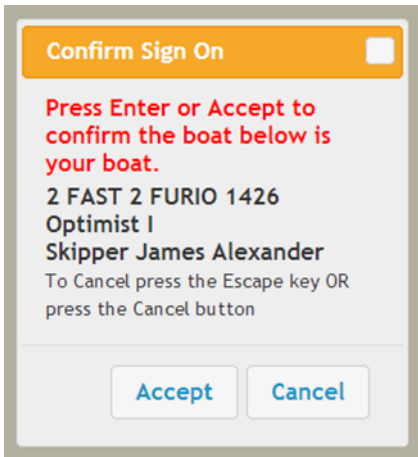 Confirm Sign On
Press Enter or Accept to
confirm the boat below is
your boat.
2 FAST 2 FURIO 1426
Optimist I
Skipper James Alexander
To Cancel press the Escape key OR
press the Cancel button
Accept Cancel